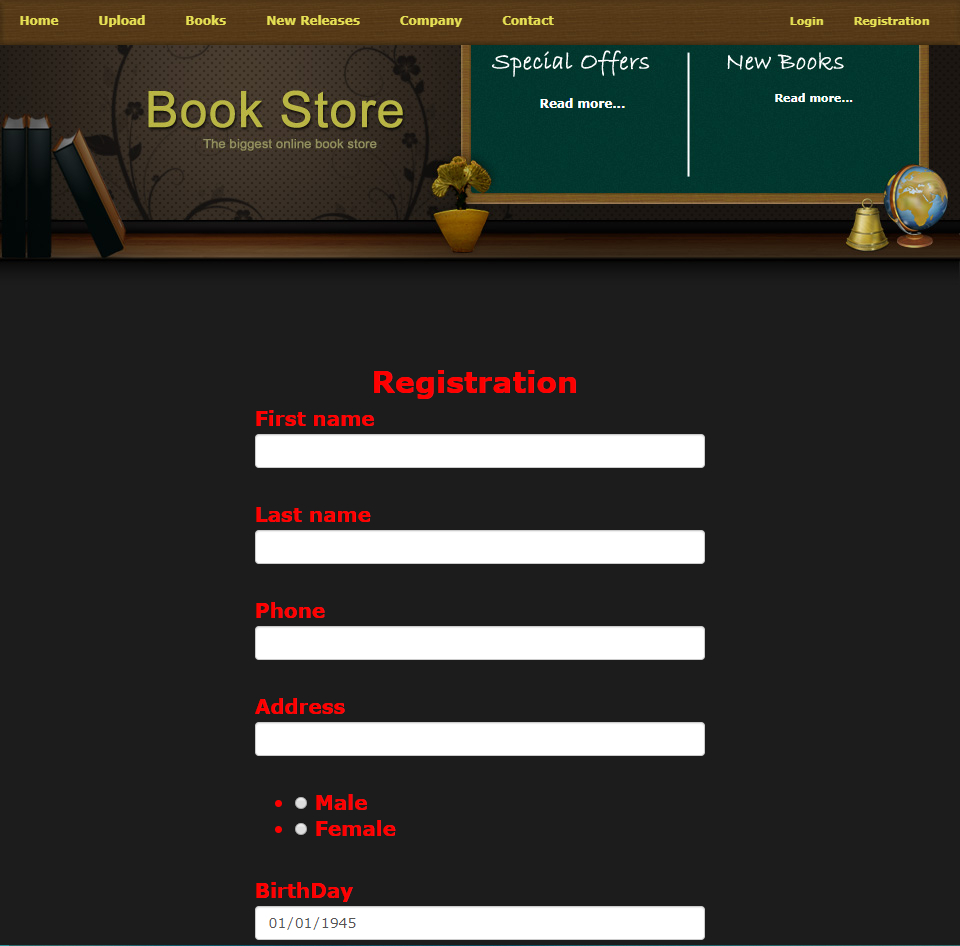 Home Upload Books New Releases Company Contact Login Registration
Special Offers New Books
Read more... Read more...
Book Store
The biggest online book store
Registration
First name
Last name
Phone
Address
Male
Female
BirthDay
01/01/1945